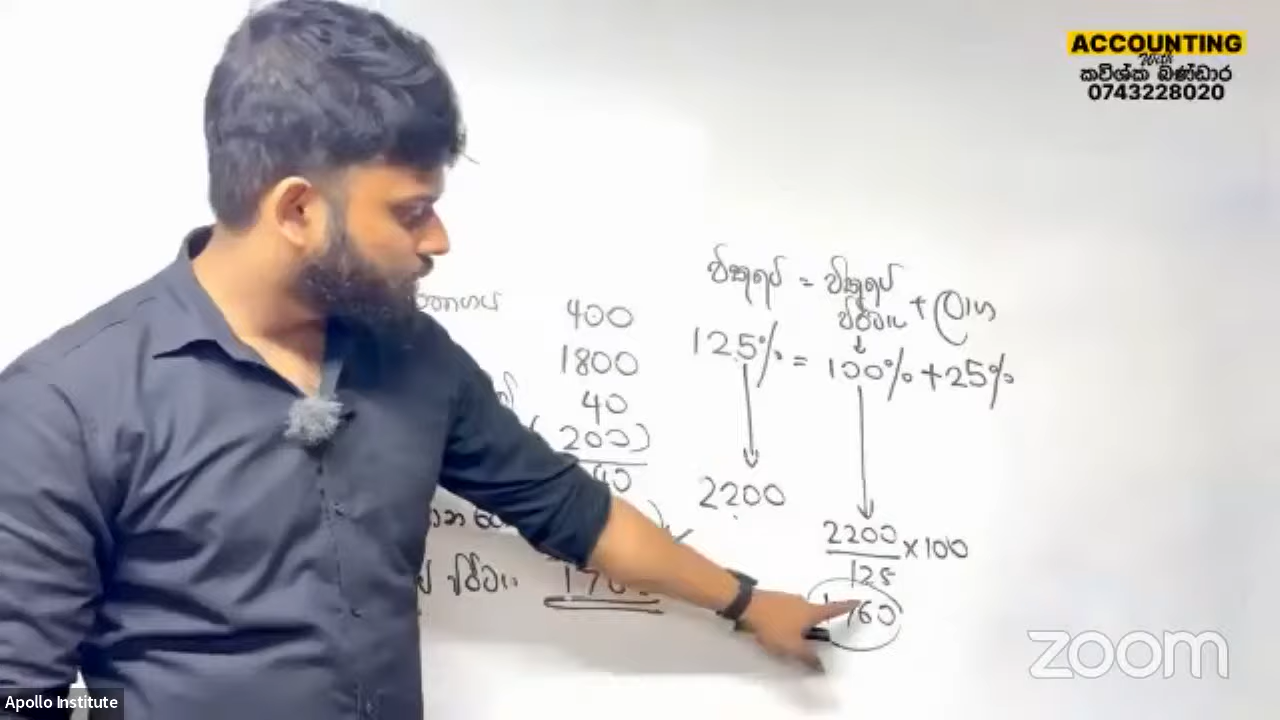 ACCOUNTING
With
කවිශ්ක බණ්ඩාර
0743228020
විකුණුම් = විකුණුම් + ලාභ
පිරිවැය
125% = 100% + 25%
400
1800
40
(200)
40
2200
2200 × 100
125
1760
පිරිවැය
zoom
Apollo Institute